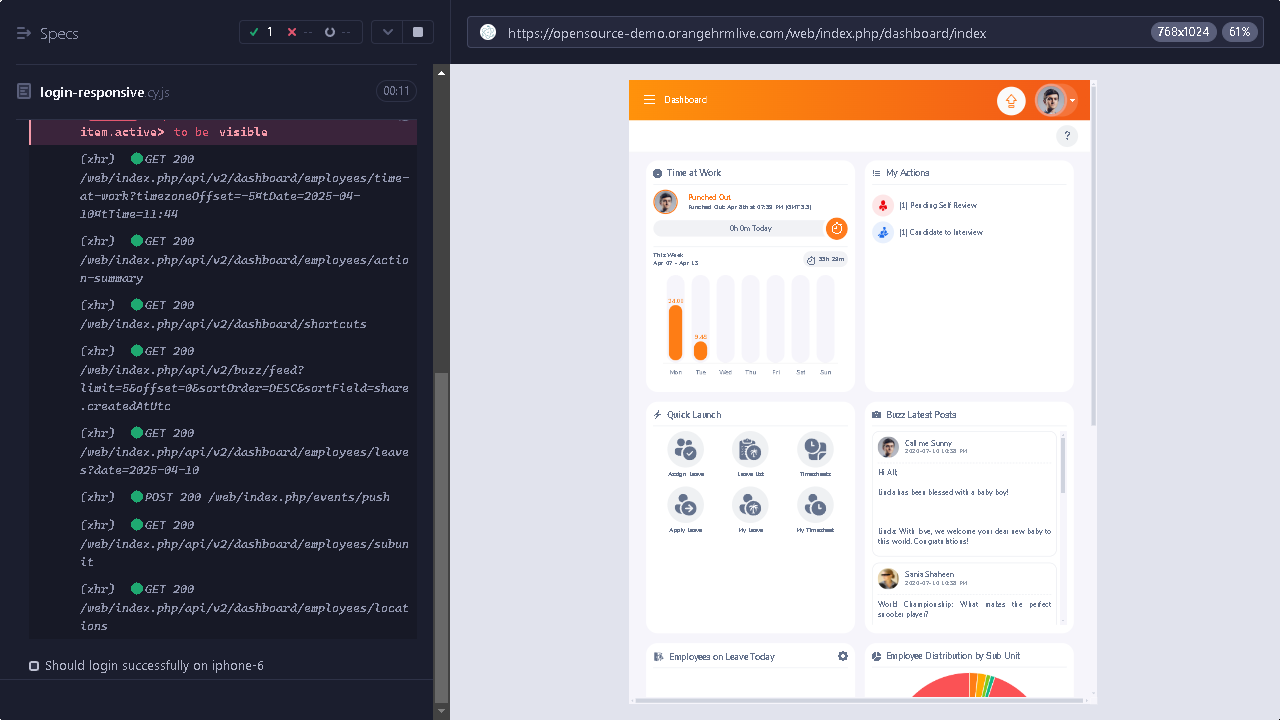 Specs
1
--
--
https://opensource-demo.orangehrmlive.com/web/index.php/dashboard/index
768x1024
61%
login-responsive.cy.js
00:11
item.active> to be visible
(xhr) GET 200
/web/index.php/api/v2/dashboard/employees/time-
at-work?timezoneOffset=-5&currentDate=2025-04-
10&currentTime=11:44
(xhr) GET 200
/web/index.php/api/v2/dashboard/employees/actio
n-summary
(xhr) GET 200
/web/index.php/api/v2/dashboard/shortcuts
(xhr) GET 200
/web/index.php/api/v2/buzz/feed?
limit=5&offset=0&sortOrder=DESC&sortField=share
.createdAtUtc
(xhr) GET 200
/web/index.php/api/v2/dashboard/employees/leave
s?date=2025-04-10
(xhr) POST 200 /web/index.php/events/push
(xhr) GET 200
/web/index.php/api/v2/dashboard/employees/subun
it
(xhr) GET 200
/web/index.php/api/v2/dashboard/employees/locat
ions
Should login successfully on iphone-6
Dashboard
?
Time at Work
Punched Out
Punched Out: Apr 8th at 07:38 PM (GMT 5.5)
0h 0m Today
This Week
Apr 07 - Apr 13
33h 29m
9.46
Mon Tue Wed Thu Fri Sat Sun
My Actions
(1) Pending Self Review
(1) Candidate to Interview
Quick Launch
Assign Leave
Leave List
Timesheets
Apply Leave
My Leave
My Timesheet
Buzz Latest Posts
Call me Sunny
2020-07-10 10:38 PM
Hi All;
Linda has been blessed with a baby boy!
Linda: With love, we welcome your dear new baby to
this world. Congratulations!
Sania Shaheen
2020-07-10 10:38 PM
World Championship: What makes the perfect
snooker player?
Employees on Leave Today
Employee Distribution by Sub Unit